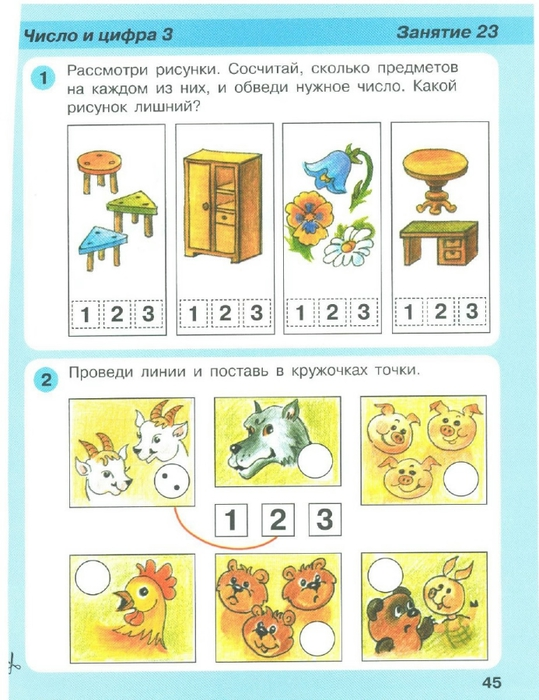 Число и цифра 3
Занятие 23
1
Рассмотри рисунки. Сосчитай, сколько предметов
на каждом из них, и обведи нужное число. Какой
рисунок лишний?
1 2 3
1 2 3
1 2 3
1 2 3
2
Проведи линии и поставь в кружочках точки.
1 2 3
45